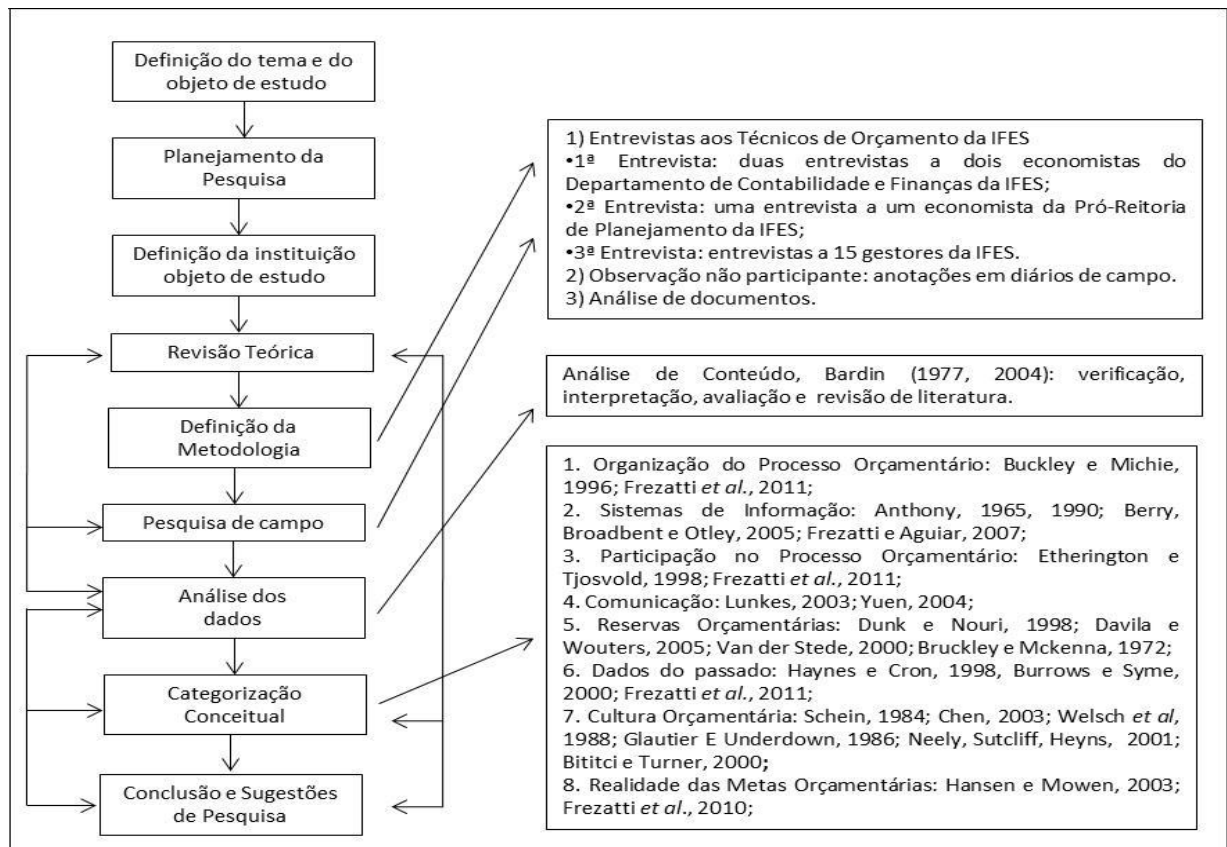 Definição do tema e do
objeto de estudo
Planejamento da
Pesquisa
Definição da instituição
objeto de estudo
Revisão Teórica
Definição da
Metodologia
Pesquisa de campo
Análise dos
dados
Categorização
Conceitual
Conclusão e Sugestões
de Pesquisa
1) Entrevistas aos Técnicos de Orçamento da IFES
•1ª Entrevista: duas entrevistas a dois economistas do
Departamento de Contabilidade e Finanças da IFES;
•2ª Entrevista: uma entrevista a um economista da Pró-Reitoria
de Planejamento da IFES;
•3ª Entrevista: entrevistas a 15 gestores da IFES.
2) Observação não participante: anotações em diários de campo.
3) Análise de documentos.
Análise de Conteúdo, Bardin (1977, 2004): verificação,
interpretação, avaliação e revisão de literatura.
1. Organização do Processo Orçamentário: Buckley e Michie,
1996; Frezatti et al., 2011;
2. Sistemas de Informação: Anthony, 1965, 1990; Berry,
Broadbent e Otley, 2005; Frezatti e Aguiar, 2007;
3. Participação no Processo Orçamentário: Etherington e
Tjosvold, 1998; Frezatti et al., 2011;
4. Comunicação: Lunkes, 2003; Yuen, 2004;
5. Reservas Orçamentárias: Dunk e Nouri, 1998; Davila e
Wouters, 2005; Van der Stede, 2000; Bruckley e Mckenna, 1972;
6. Dados do passado: Haynes e Cron, 1998, Burrows e Syme,
2000; Frezatti et al., 2011;
7. Cultura Orçamentária: Schein, 1984; Chen, 2003; Welsch et al,
1988; Glautier E Underdown, 1986; Neely, Sutcliff, Heyns, 2001;
Bititci e Turner, 2000;
8. Realidade das Metas Orçamentárias: Hansen e Mowen, 2003;
Frezatti et al., 2010;